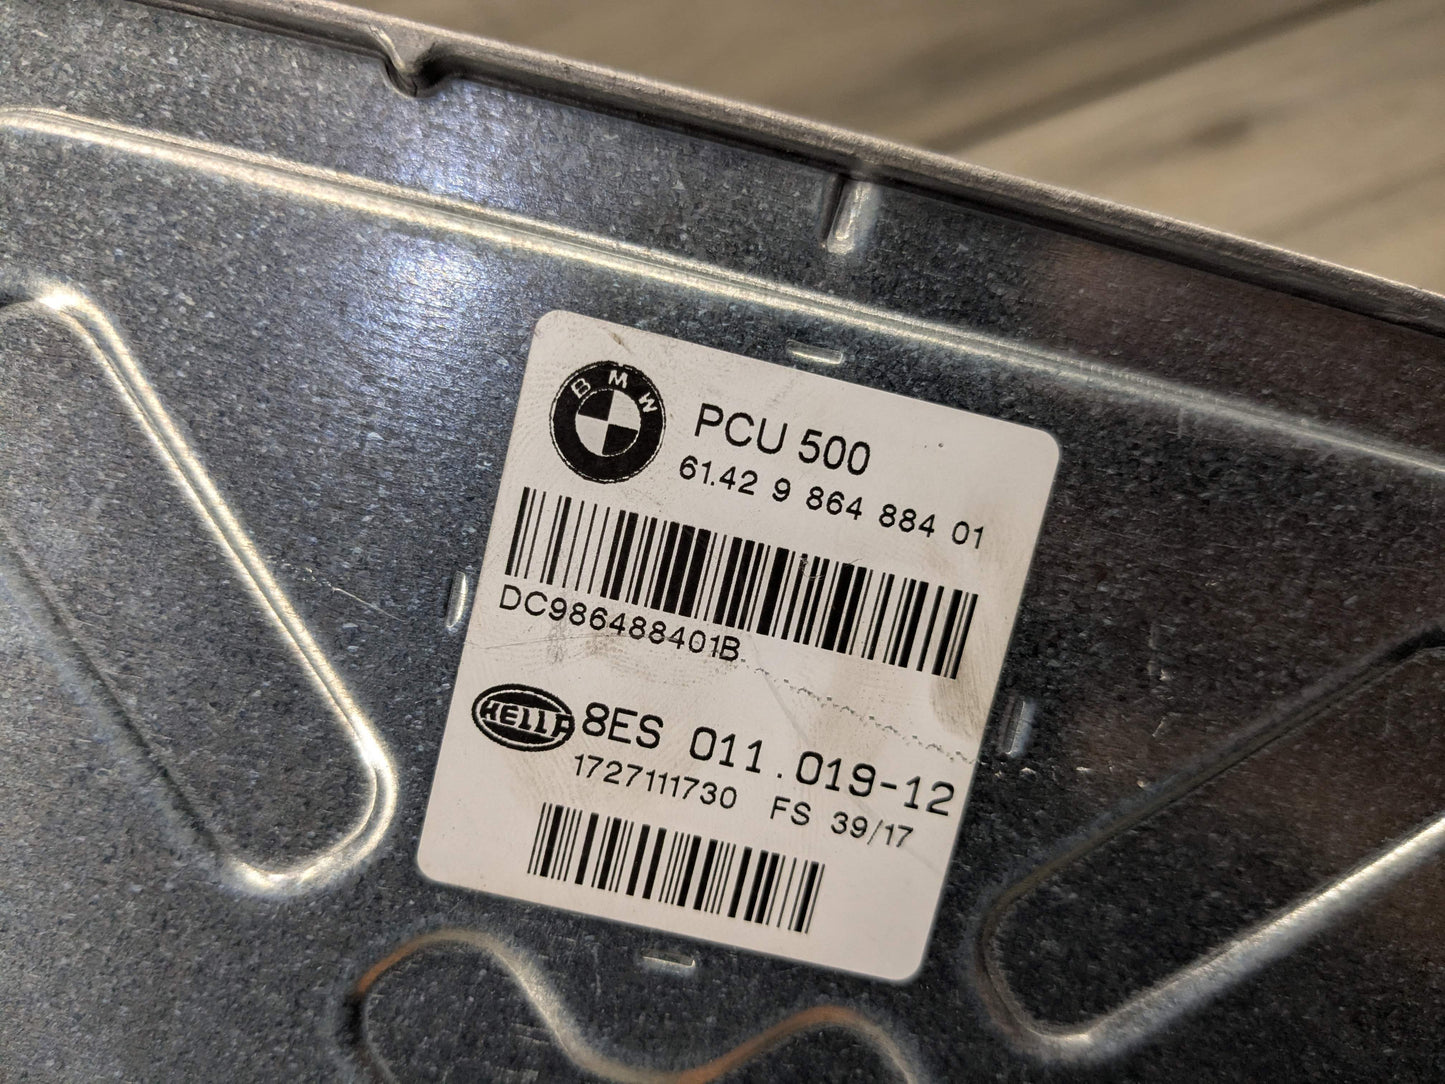 BMW
PCU 500
61.42 9 864 884 01
DC986488401B
HELLA 8ES 011.019-12
1727111730 FS 39/17